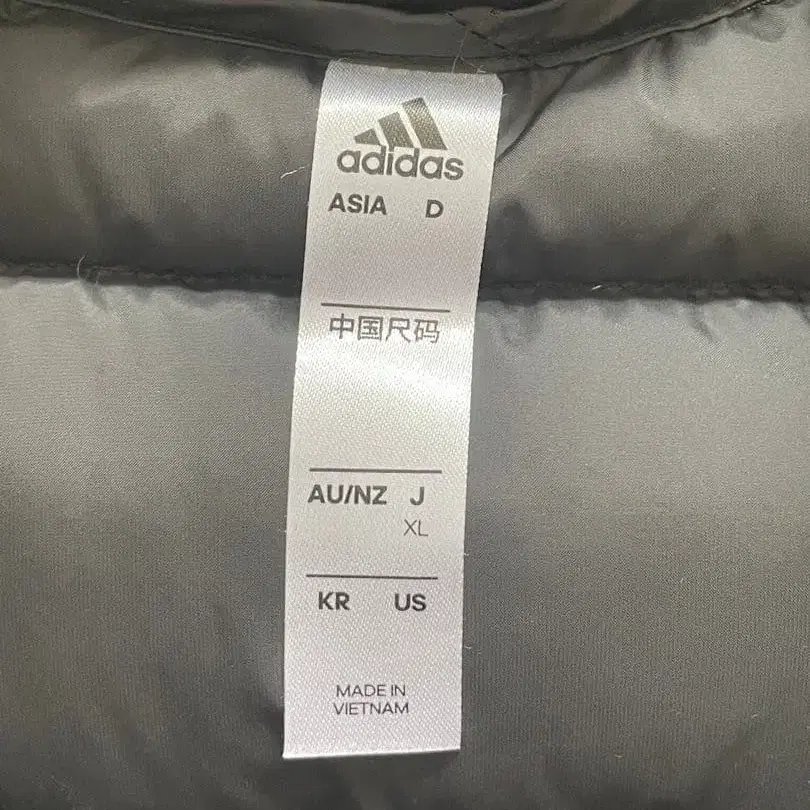 adidas
ASIA D
中国尺码
AU/NZ J
XL
KR US
MADE IN
VIETNAM